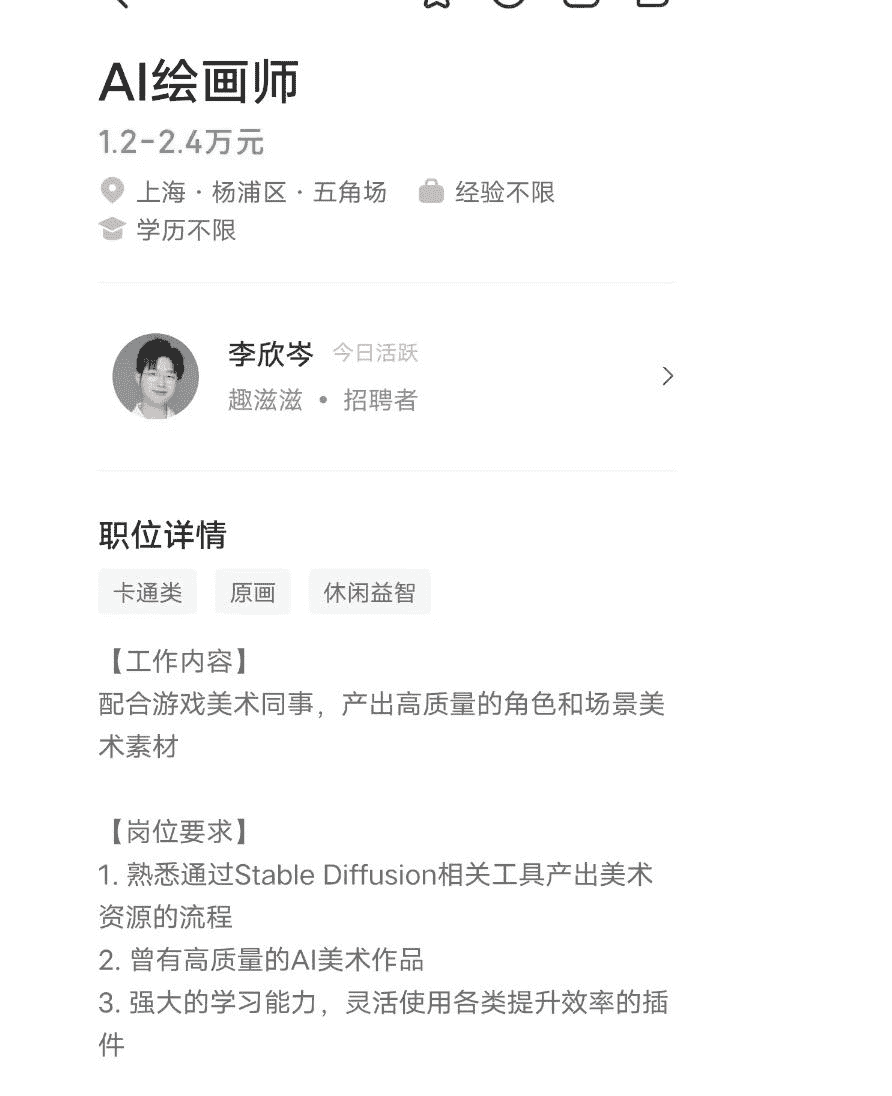 AI绘画师
1.2-2.4万元
上海·杨浦区·五角场 经验不限
学历不限
李欣岑 今日活跃
趣滋滋 • 招聘者
职位详情
卡通类 原画 休闲益智
【工作内容】
配合游戏美术同事，产出高质量的角色和场景美
术素材
【岗位要求】
1. 熟悉通过Stable Diffusion相关工具产出美术
资源的流程
2. 曾有高质量的AI美术作品
3. 强大的学习能力，灵活使用各类提升效率的插
件